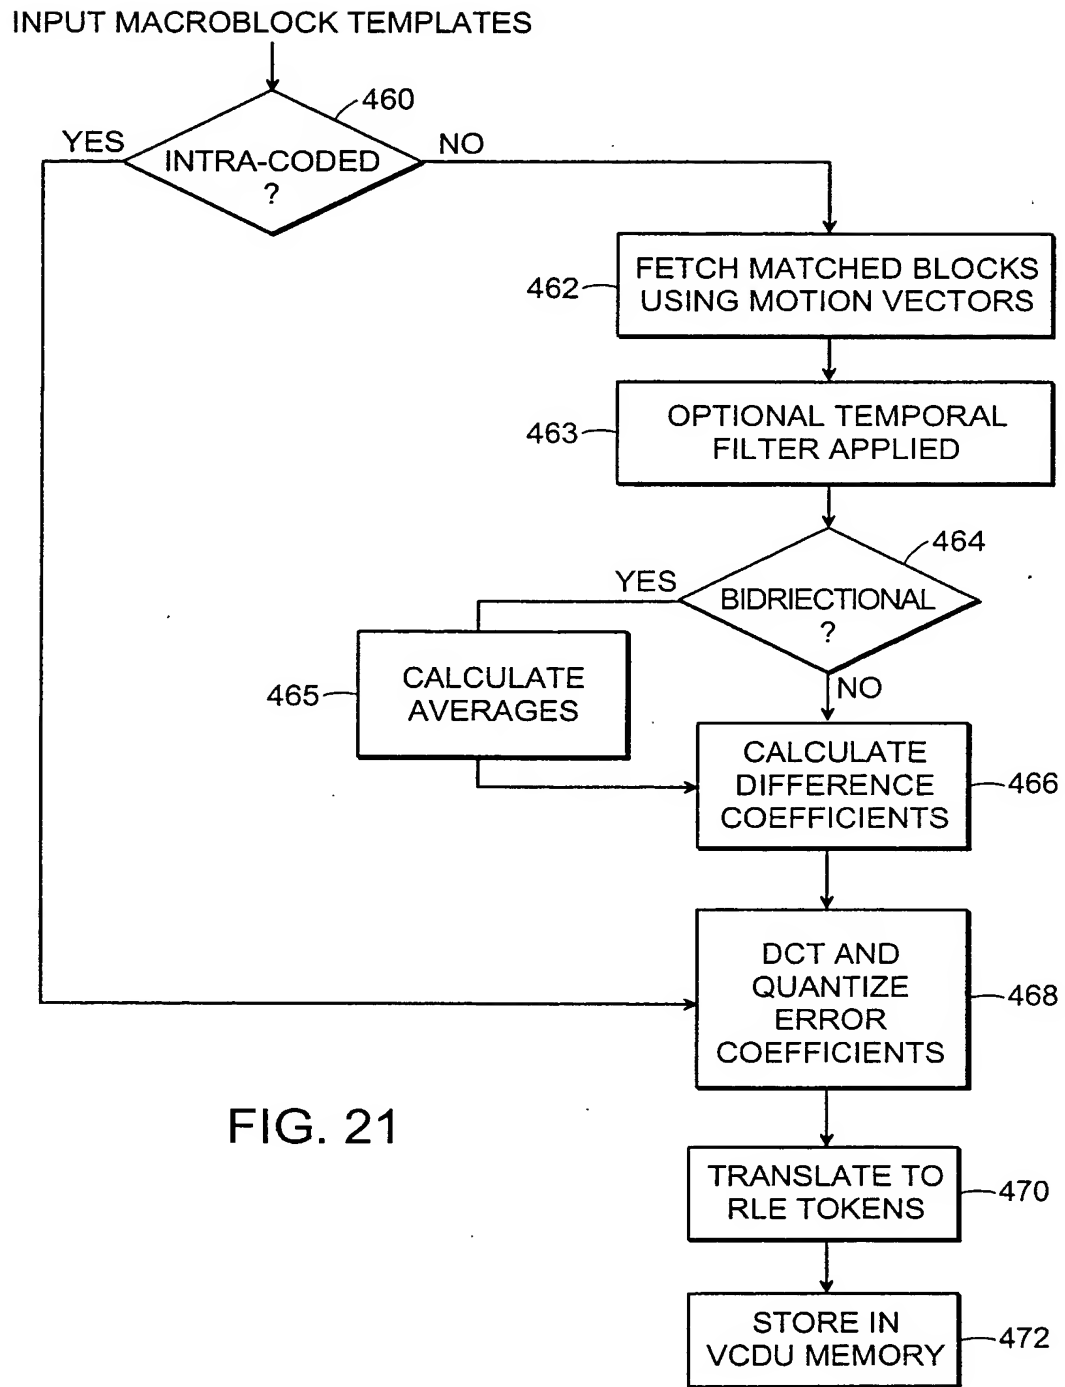 INPUT MACROBLOCK TEMPLATES
460
YES
NO
INTRA-CODED
?
FETCH MATCHED BLOCKS
USING MOTION VECTORS
462
OPTIONAL TEMPORAL
FILTER APPLIED
463
464
YES
BIDRIECTIONAL
?
NO
CALCULATE
AVERAGES
465
CALCULATE
DIFFERENCE
COEFFICIENTS
466
DCT AND
QUANTIZE
ERROR
COEFFICIENTS
468
FIG. 21
TRANSLATE TO
RLE TOKENS
470
STORE IN
VCDU MEMORY
472